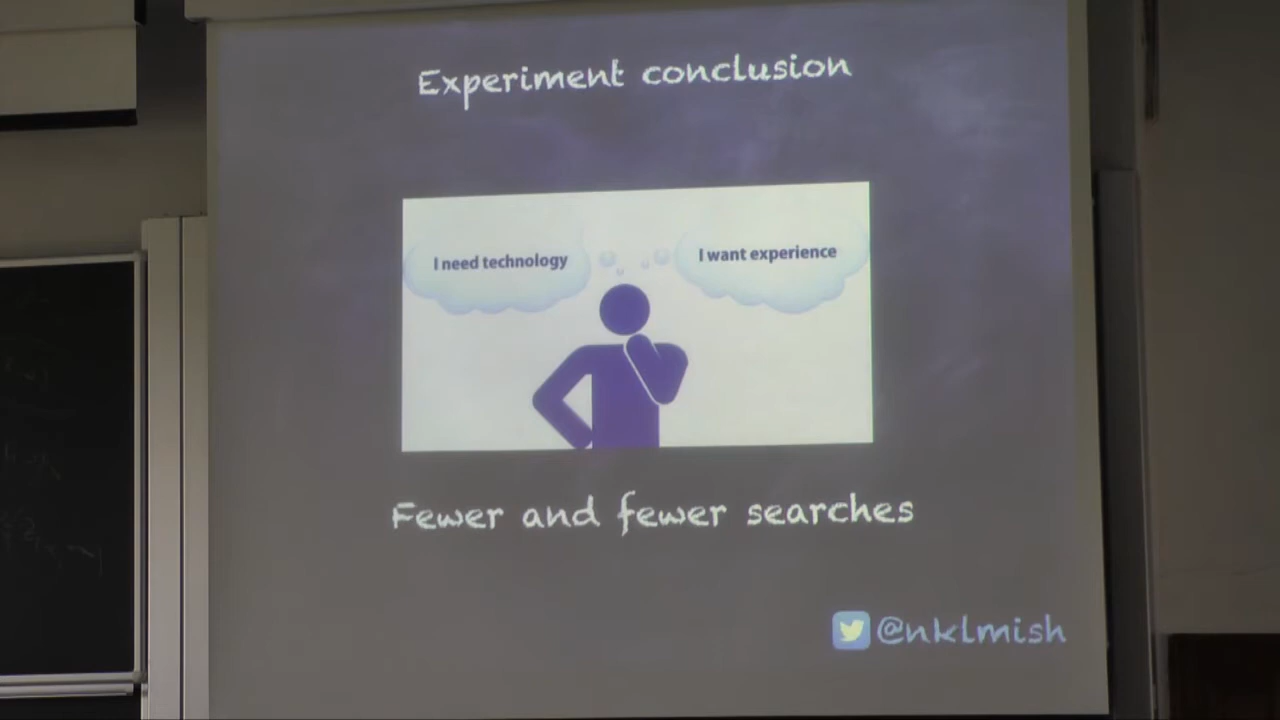 Experiment conclusion
I need technology
I want experience
Fewer and fewer searches
@nklmish